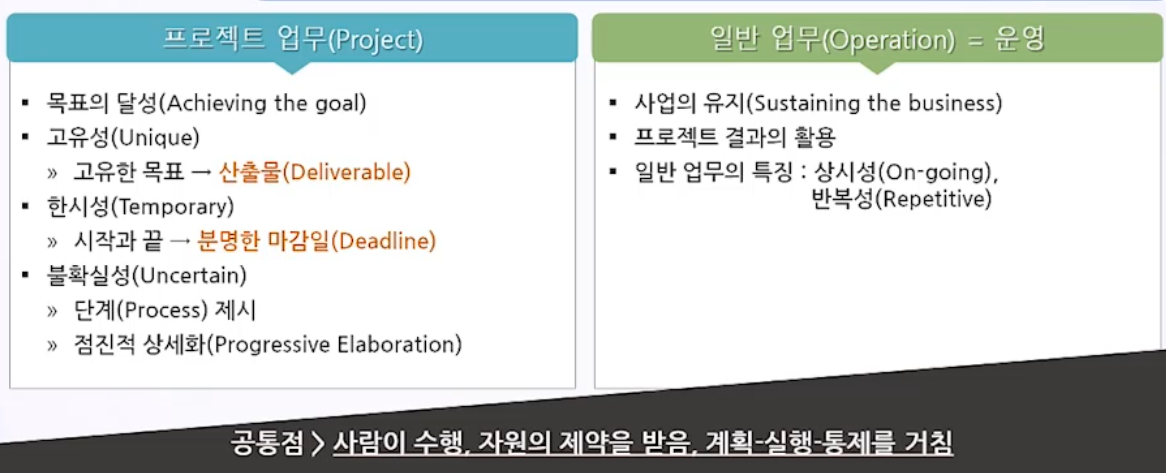 프로젝트 업무(Project)
▪ 목표의 달성(Achieving the goal)
▪ 고유성(Unique)
» 고유한 목표 → 산출물(Deliverable)
▪ 한시성(Temporary)
» 시작과 끝 → 분명한 마감일(Deadline)
▪ 불확실성(Uncertain)
» 단계(Process) 제시
» 점진적 상세화(Progressive Elaboration)
일반 업무(Operation) = 운영
▪ 사업의 유지(Sustaining the business)
▪ 프로젝트 결과의 활용
▪ 일반 업무의 특징 : 상시성(On-going),
반복성(Repetitive)
공통점 > 사람이 수행, 자원의 제약을 받음, 계획-실행-통제를 거침